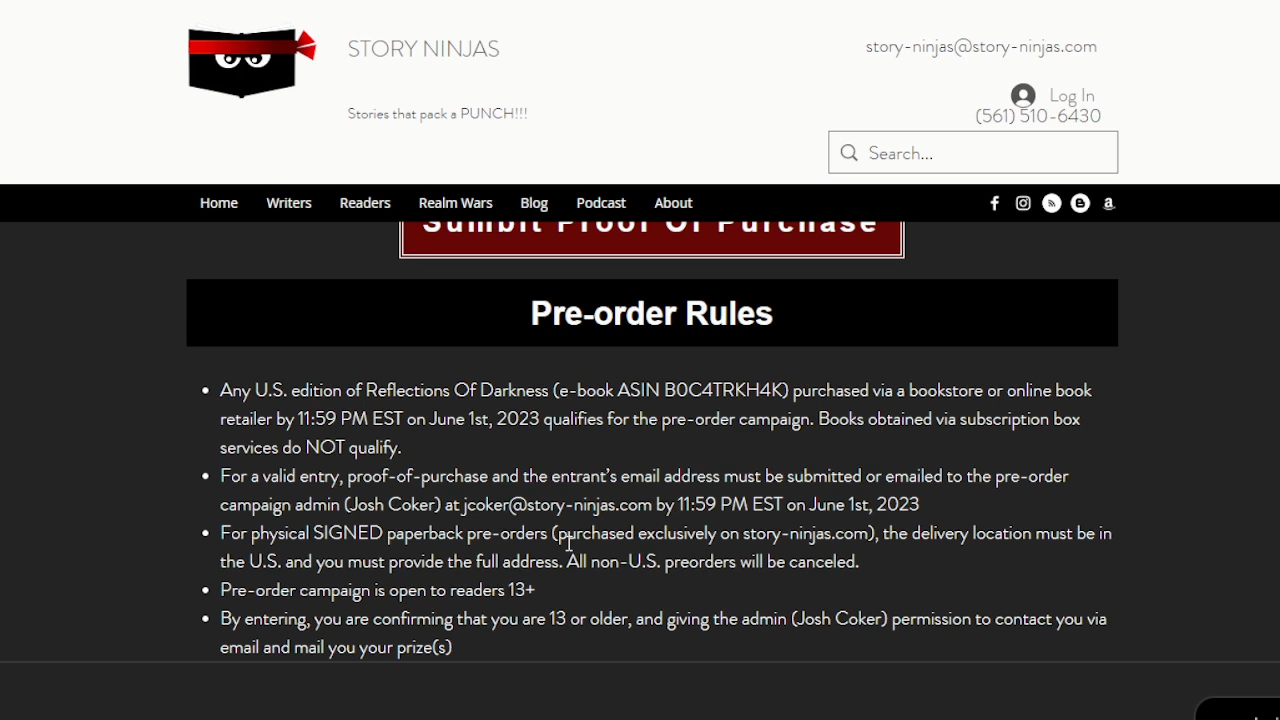 STORY NINJAS
story-ninjas@story-ninjas.com
Log In
Stories that pack a PUNCH!!!
(561) 510-6430
Search...
Home Writers Readers Realm Wars Blog Podcast About
Sumbit Proof Of Purchase
Pre-order Rules
• Any U.S. edition of Reflections Of Darkness (e-book ASIN B0C4TRKH4K) purchased via a bookstore or online book
retailer by 11:59 PM EST on June 1st, 2023 qualifies for the pre-order campaign. Books obtained via subscription box
services do NOT qualify.
• For a valid entry, proof-of-purchase and the entrant’s email address must be submitted or emailed to the pre-order
campaign admin (Josh Coker) at jcoker@story-ninjas.com by 11:59 PM EST on June 1st, 2023
• For physical SIGNED paperback pre-orders (purchased exclusively on story-ninjas.com), the delivery location must be in
the U.S. and you must provide the full address. All non-U.S. preorders will be canceled.
• Pre-order campaign is open to readers 13+
• By entering, you are confirming that you are 13 or older, and giving the admin (Josh Coker) permission to contact you via
email and mail you your prize(s)